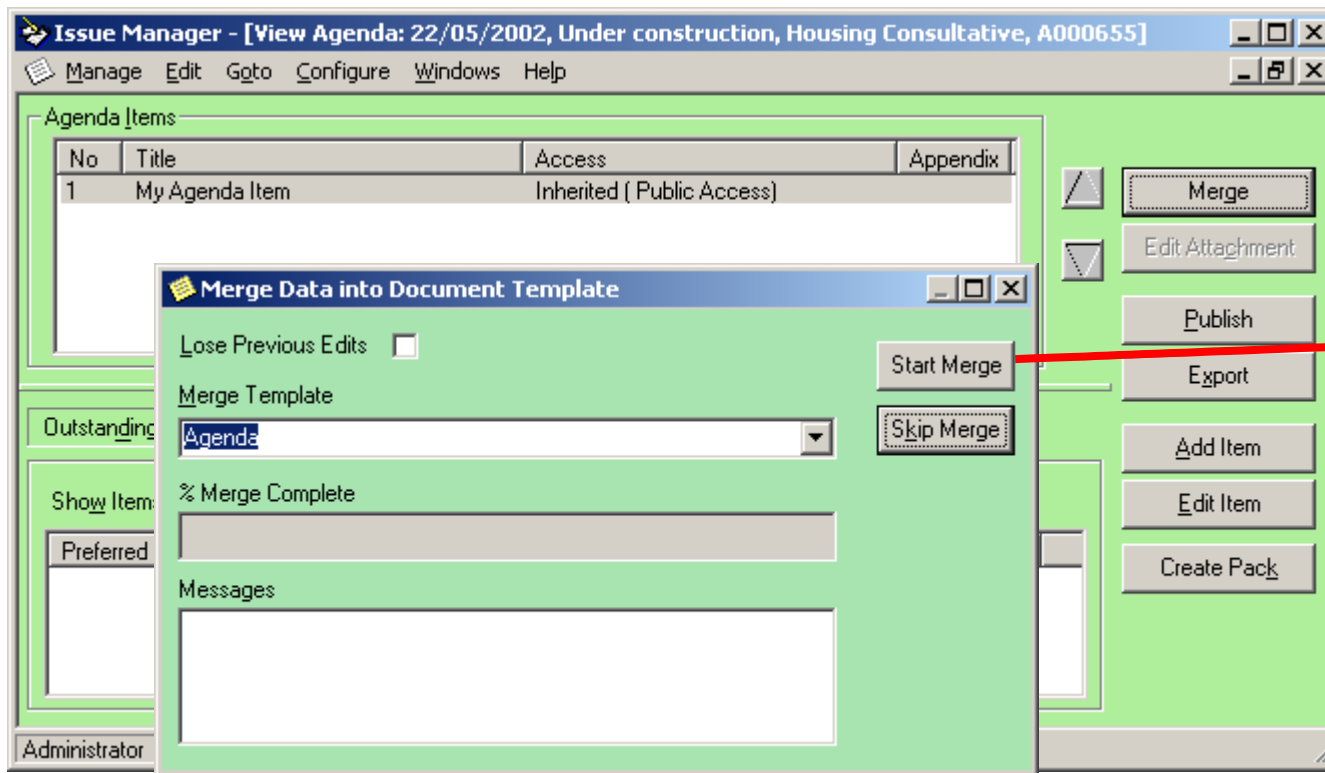 Issue Manager - [View Agenda: 22/05/2002, Under construction, Housing Consultative, A000655]
Manage Edit Goto Configure Windows Help
Agenda Items
No Title Access Appendix
1 My Agenda Item Inherited ( Public Access)
Merge
Edit Attachment
Publish
Export
Add Item
Edit Item
Create Pack
Merge Data into Document Template
Lose Previous Edits
Start Merge
Merge Template
Agenda
Skip Merge
% Merge Complete
Messages
Outstanding
Show Items
Preferred
Administrator